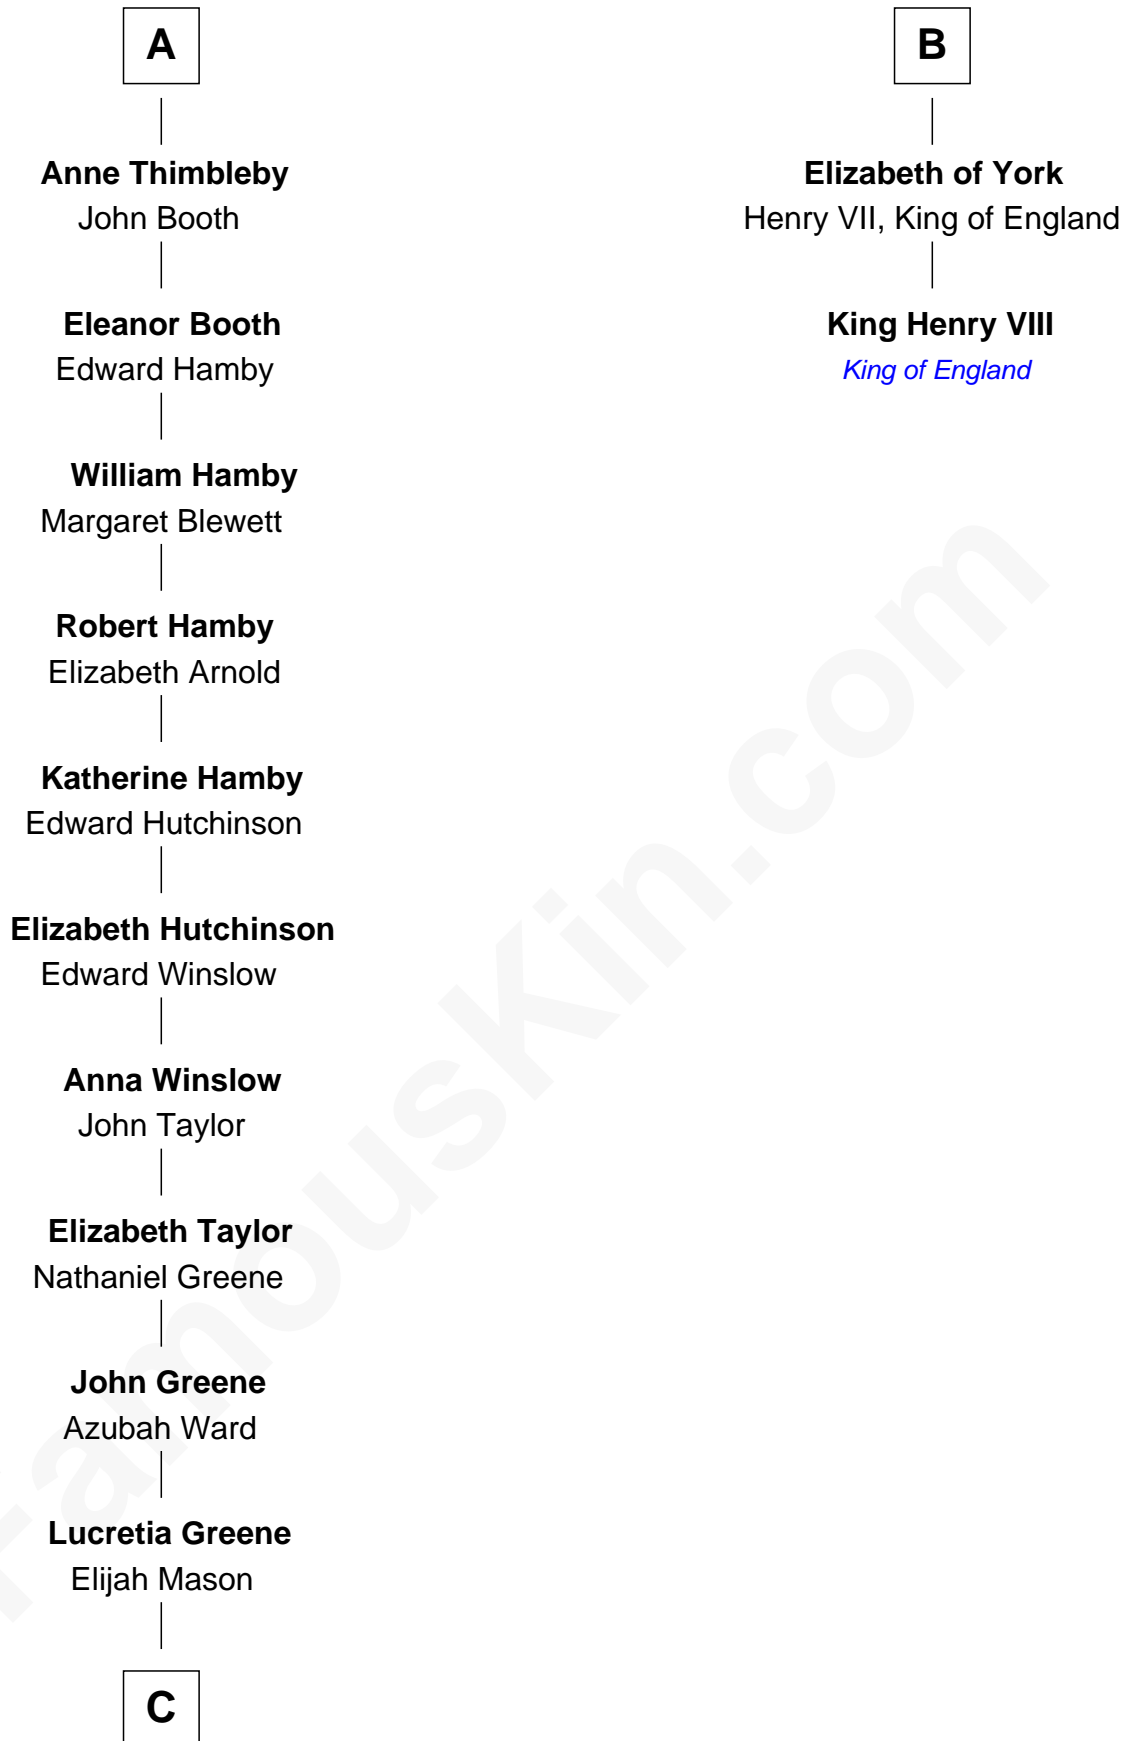 A
Anne Thimbleby
John Booth
Eleanor Booth
Edward Hamby
William Hamby
Margaret Blewett
Robert Hamby
Elizabeth Arnold
Katherine Hamby
Edward Hutchinson
Elizabeth Hutchinson
Edward Winslow
Anna Winslow
John Taylor
Elizabeth Taylor
Nathaniel Greene
John Greene
Azubah Ward
Lucretia Greene
Elijah Mason
C
B
Elizabeth of York
Henry VII, King of England
King Henry VIII
King of England
FamousKin.com